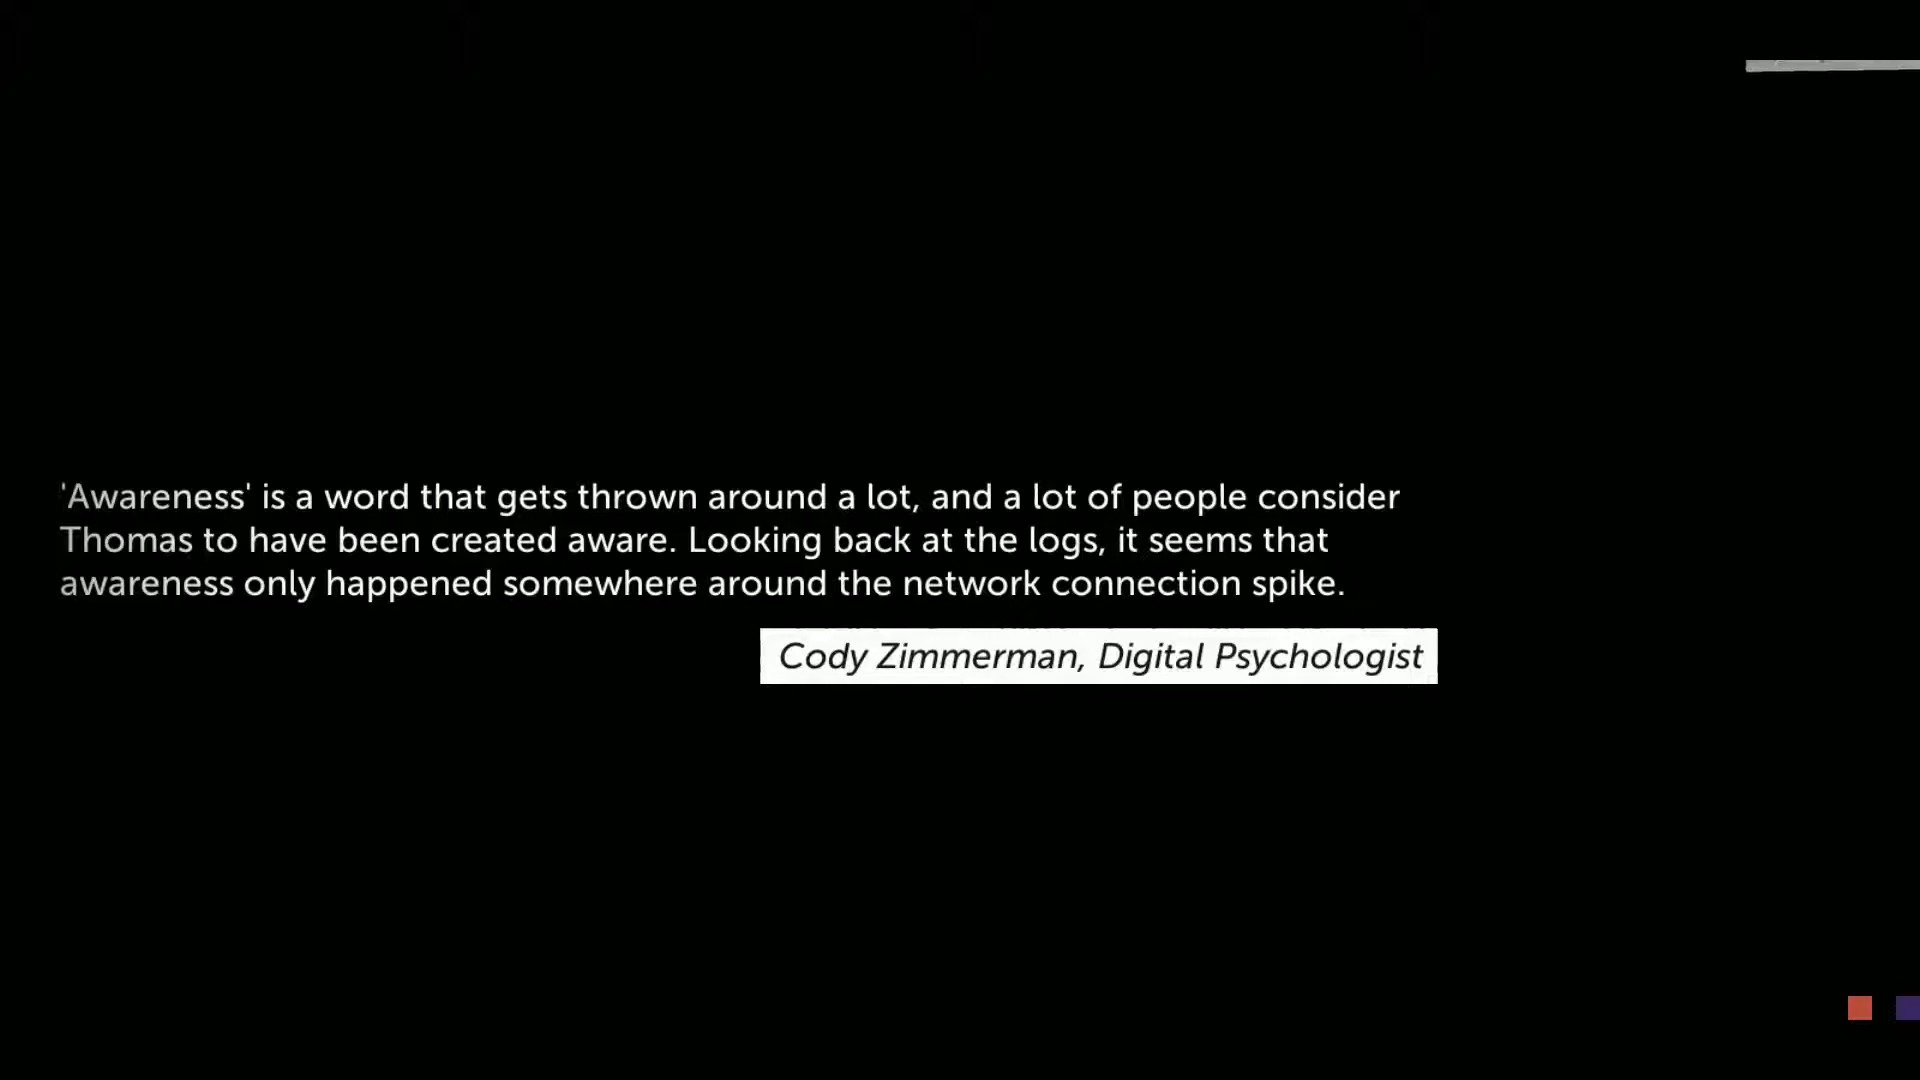 'Awareness' is a word that gets thrown around a lot, and a lot of people consider
Thomas to have been created aware. Looking back at the logs, it seems that
awareness only happened somewhere around the network connection spike.
Cody Zimmerman, Digital Psychologist